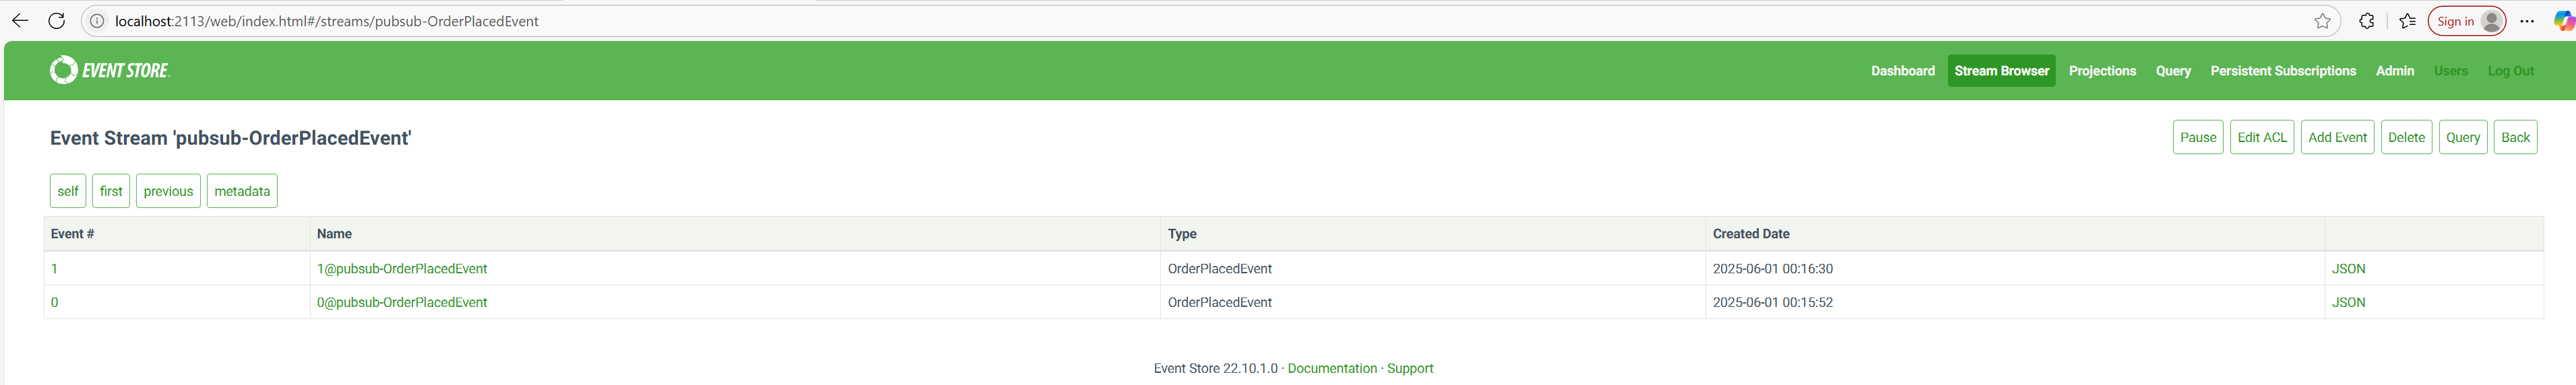 localhost:2113/web/index.html#/streams/pubsub-OrderPlacedEvent
Sign in
EVENT STORE
Dashboard Stream Browser Projections Query Persistent Subscriptions Admin Users Log Out
Event Stream 'pubsub-OrderPlacedEvent'
Pause Edit ACL Add Event Delete Query Back
self first previous metadata
Event # Name Type Created Date
1 1@pubsub-OrderPlacedEvent OrderPlacedEvent 2025-06-01 00:16:30 JSON
0 0@pubsub-OrderPlacedEvent OrderPlacedEvent 2025-06-01 00:15:52 JSON
Event Store 22.10.1.0 · Documentation · Support